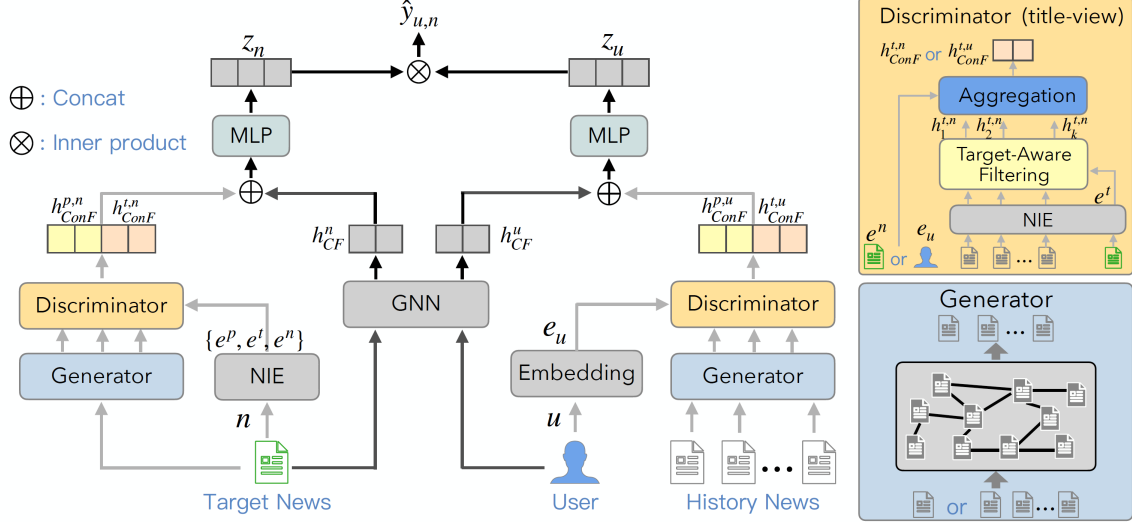 ŷ_{u,n}
z_n
z_u
⊕ : Concat
⊗ : Inner product
MLP
MLP
h^{p,n}_{ConF} h^{t,n}_{ConF}
h^n_{CF}
h^u_{CF}
h^{p,u}_{ConF} h^{t,u}_{ConF}
Discriminator
GNN
Discriminator
{e^p, e^t, e^n}
e_u
Generator
NIE
Embedding
Generator
n
u
...
Target News
User
History News
Discriminator (title-view)
h^{t,n}_{ConF} or h^{t,u}_{ConF}
Aggregation
h^{t,n}_1 h^{t,n}_2 h^{t,n}_k
Target-Aware
Filtering
e^t
NIE
e^n or e_u
...
Generator
...
or ...